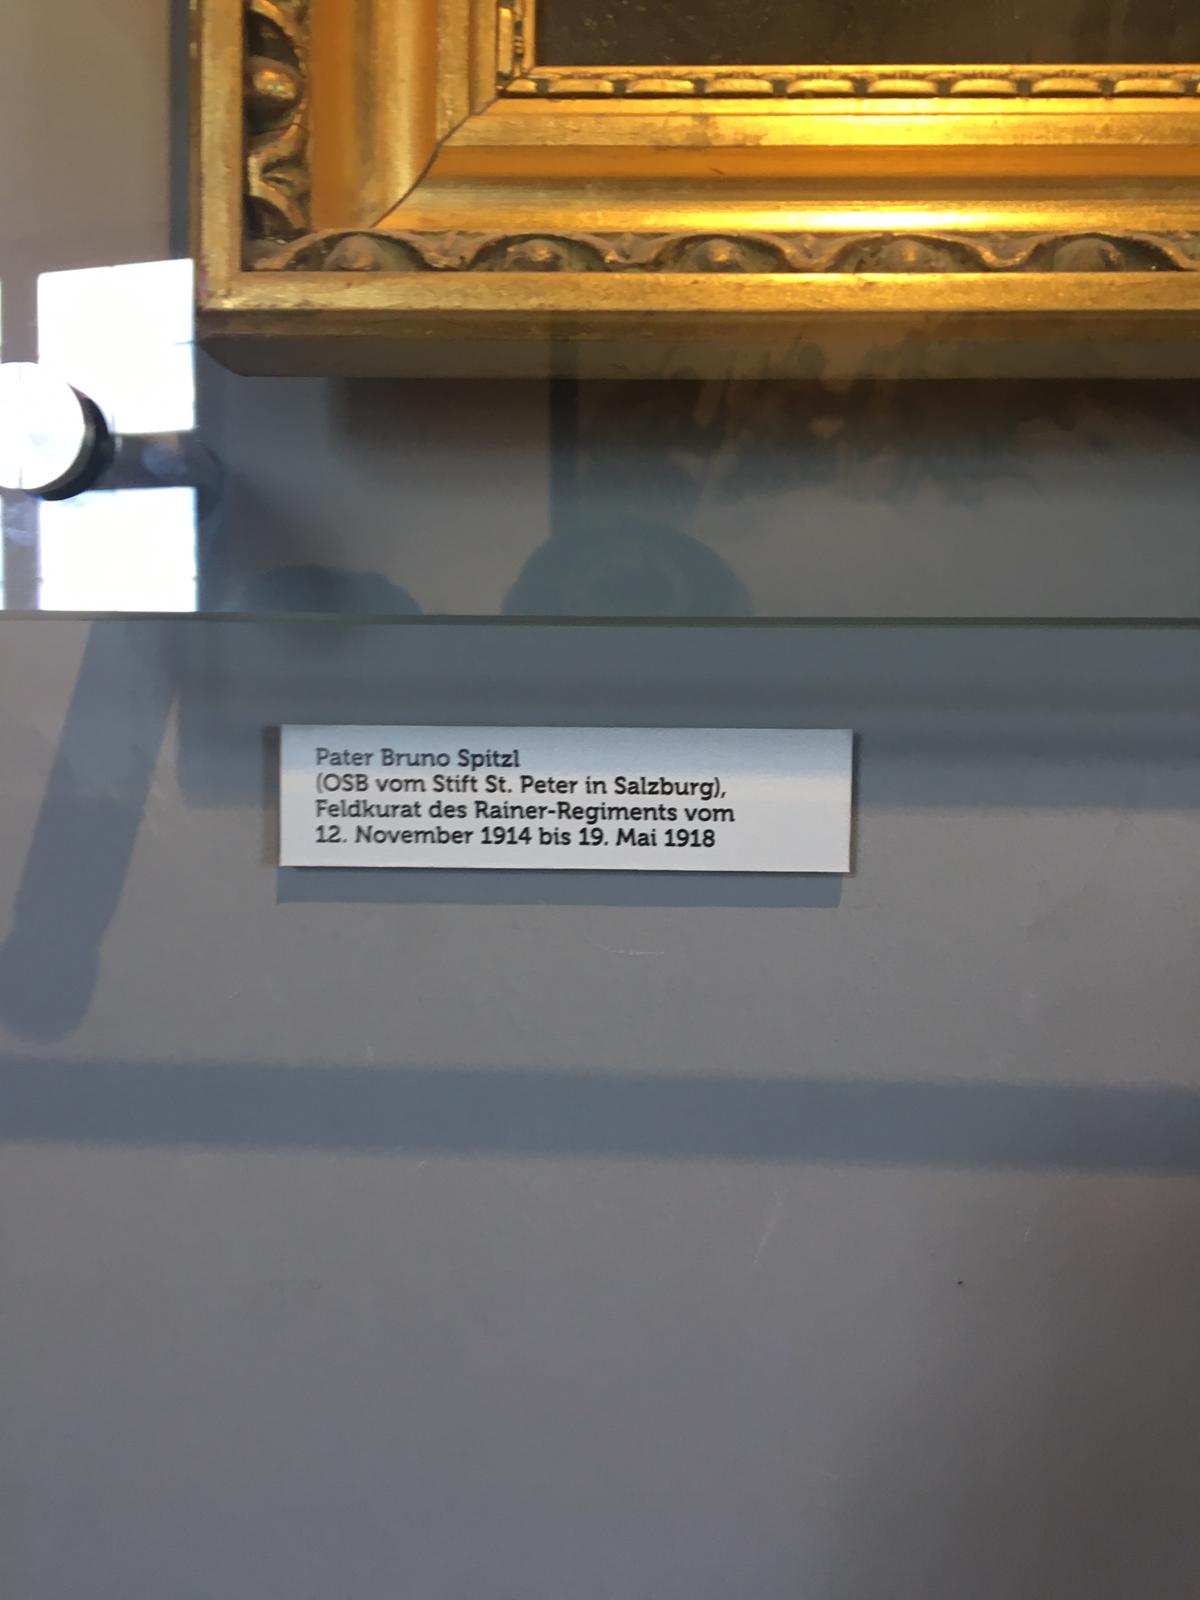 Pater Bruno Spitzl
(OSB vom Stift St. Peter in Salzburg),
Feldkurat des Rainer-Regiments vom
12. November 1914 bis 19. Mai 1918